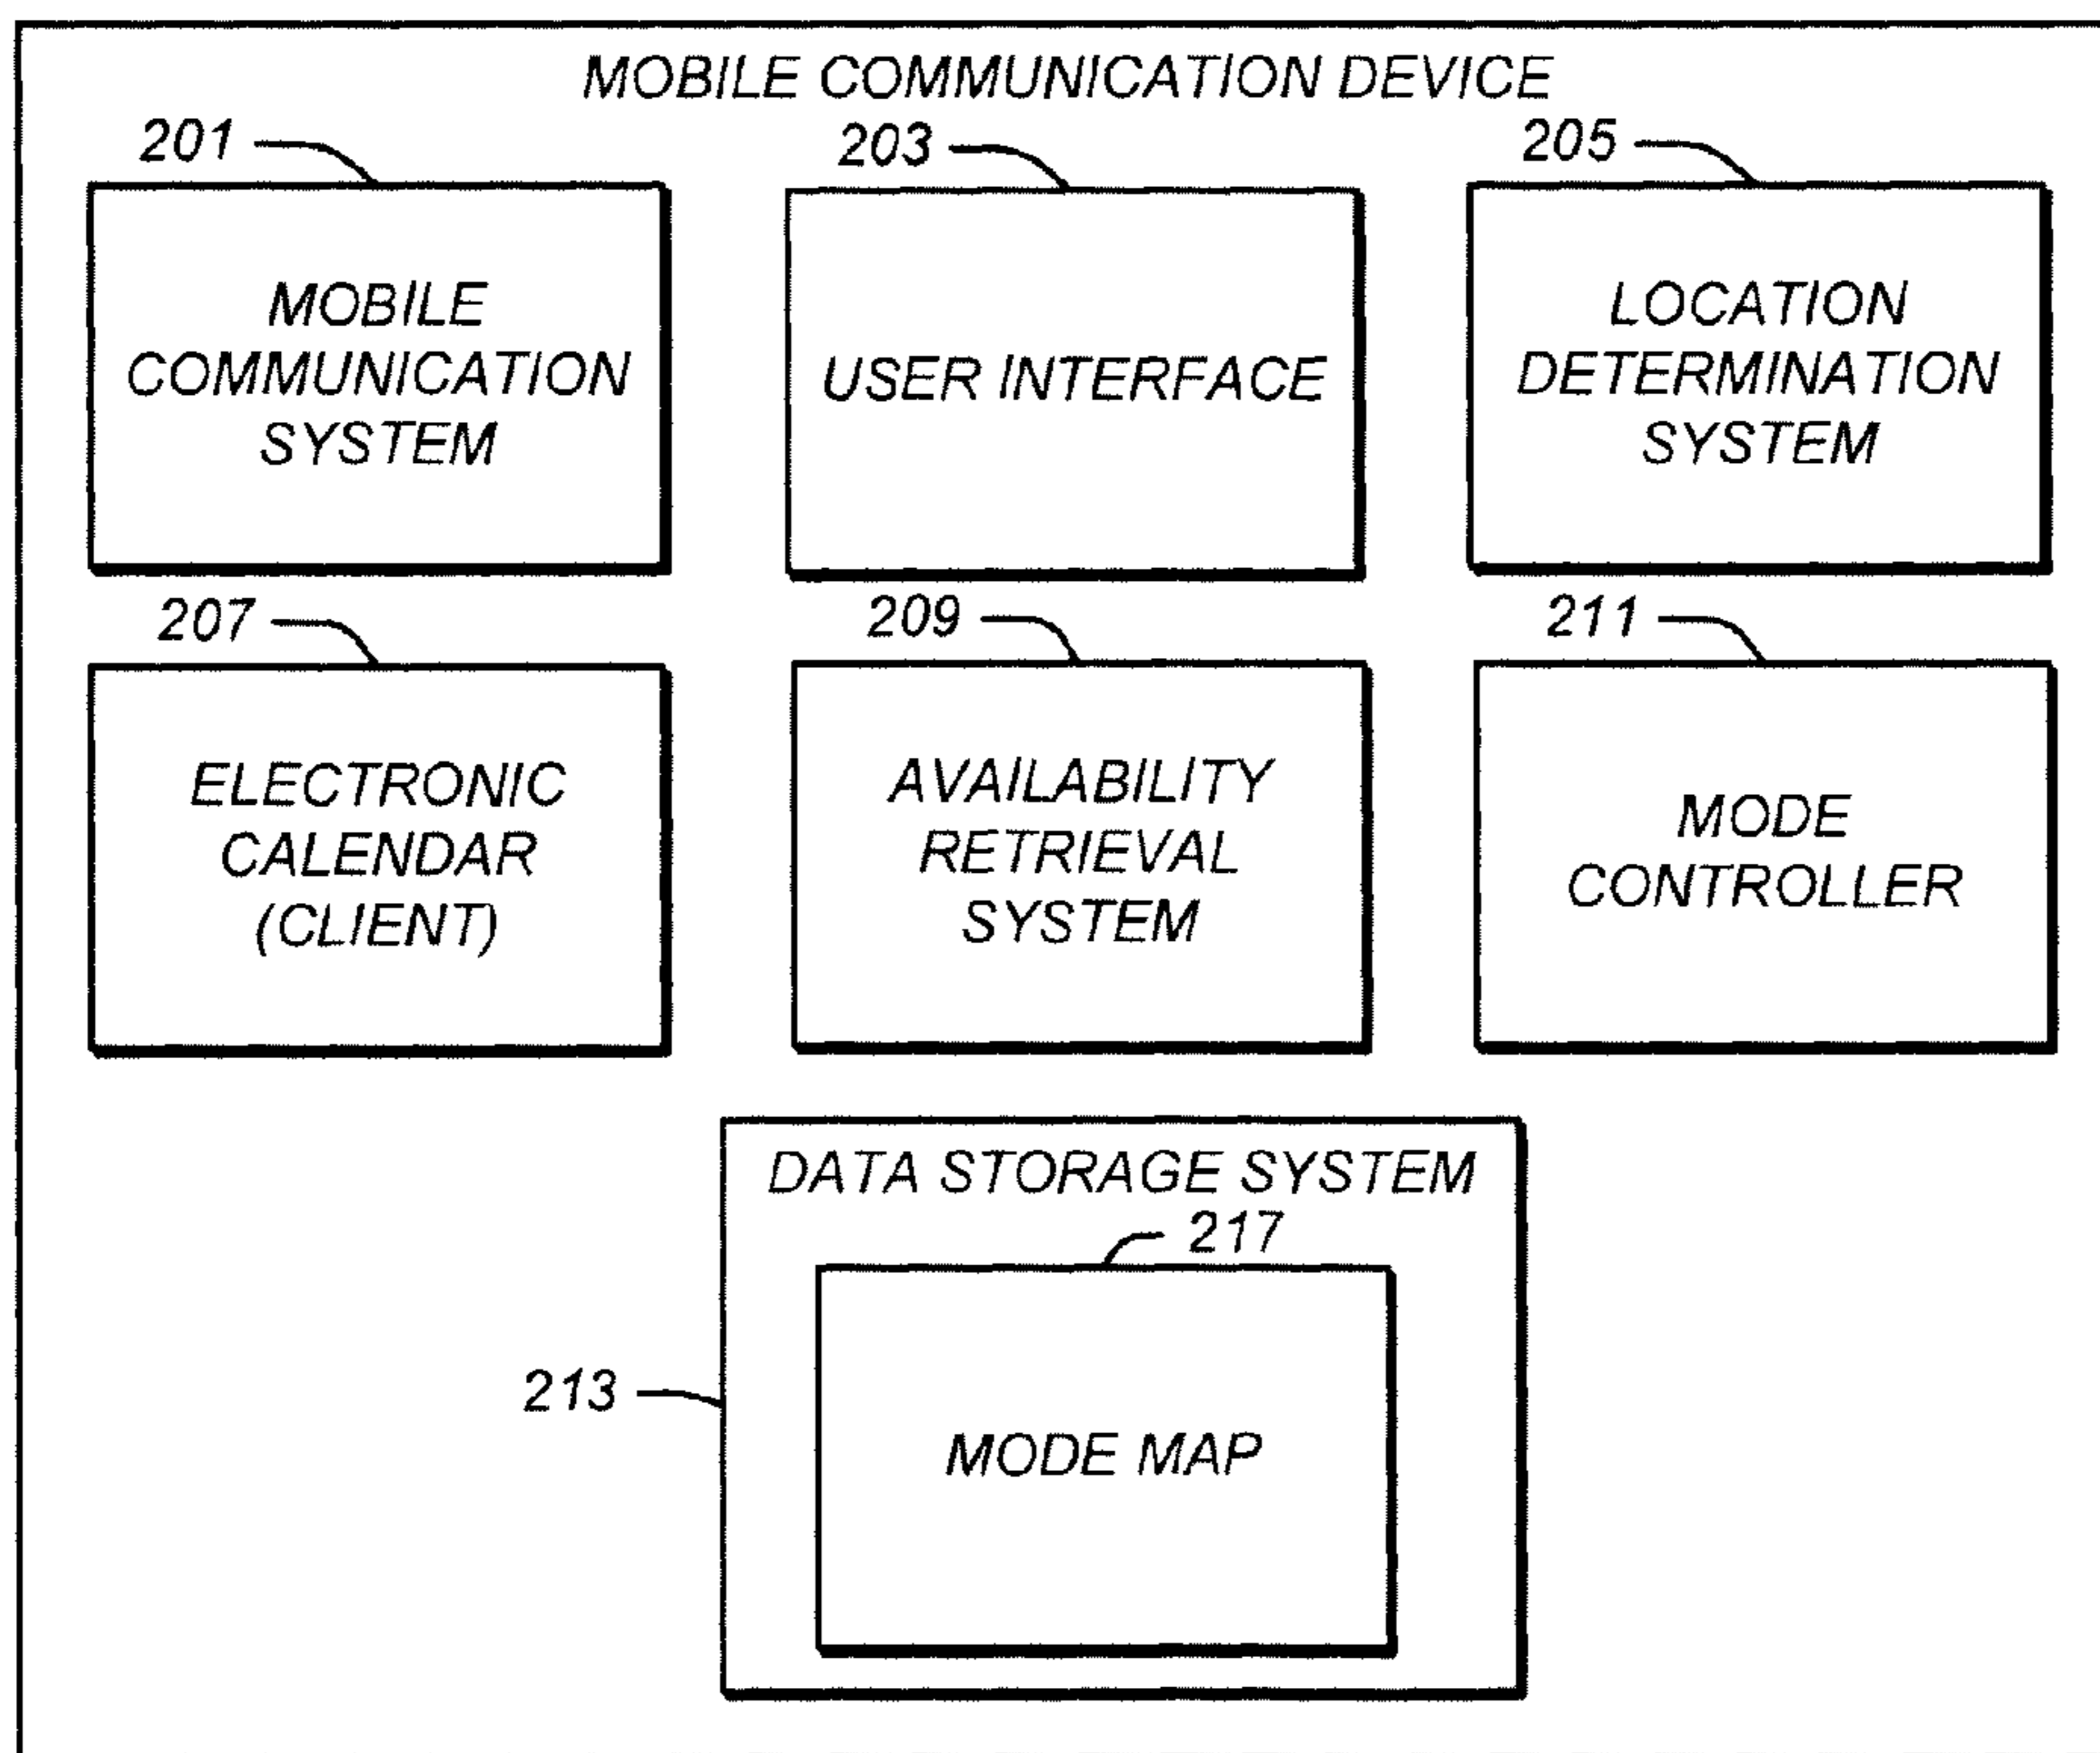 MOBILE COMMUNICATION DEVICE
201
203
205
MOBILE
COMMUNICATION
SYSTEM
USER INTERFACE
LOCATION
DETERMINATION
SYSTEM
207
209
211
ELECTRONIC
CALENDAR
(CLIENT)
AVAILABILITY
RETRIEVAL
SYSTEM
MODE
CONTROLLER
DATA STORAGE SYSTEM
217
213
MODE MAP